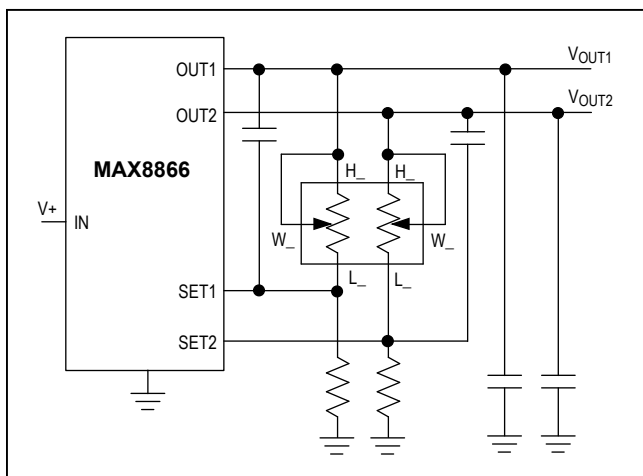 OUT1
V_OUT1
OUT2
V_OUT2
MAX8866
H_ H_
V+ IN
W_ W_
L_ L_
SET1
SET2